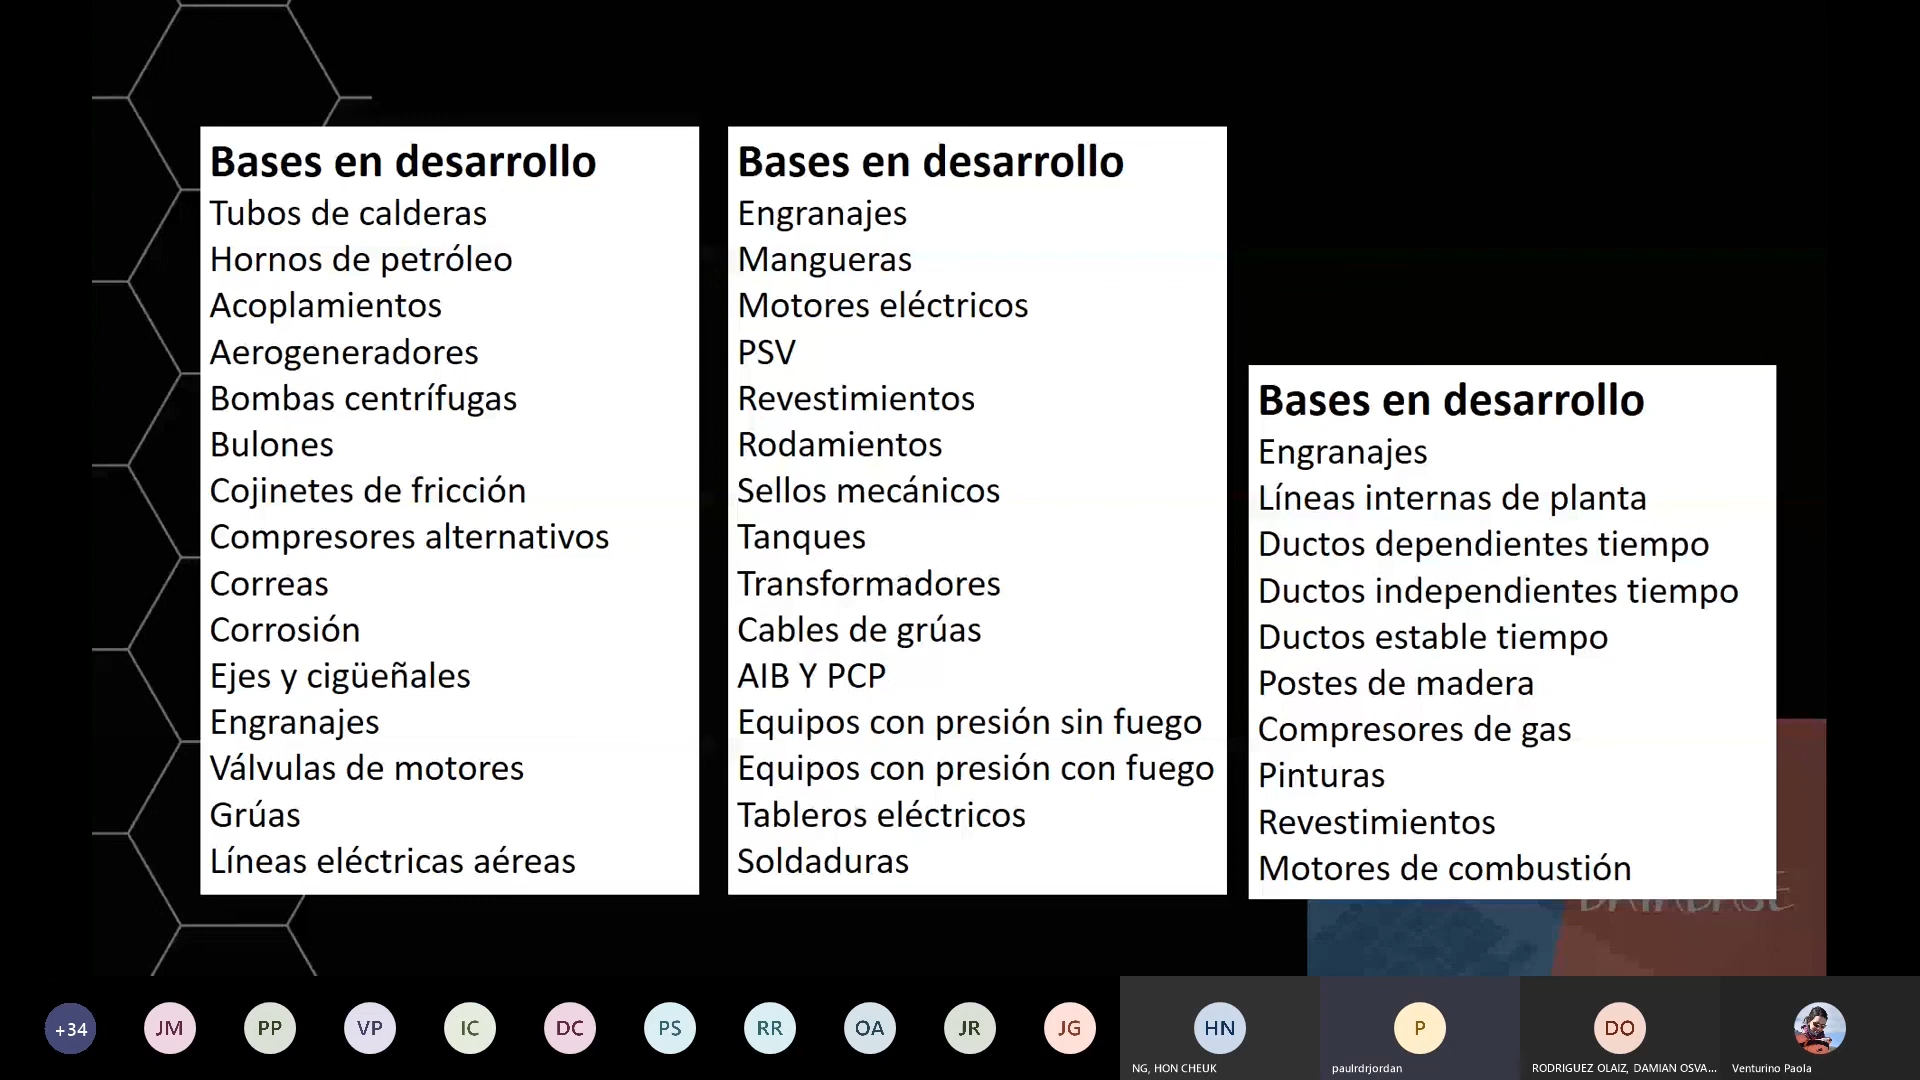 Bases en desarrollo
Tubos de calderas
Hornos de petróleo
Acoplamientos
Aerogeneradores
Bombas centrífugas
Bulones
Cojinetes de fricción
Compresores alternativos
Correas
Corrosión
Ejes y cigüeñales
Engranajes
Válvulas de motores
Grúas
Líneas eléctricas aéreas
Bases en desarrollo
Engranajes
Mangueras
Motores eléctricos
PSV
Revestimientos
Rodamientos
Sellos mecánicos
Tanques
Transformadores
Cables de grúas
AIB Y PCP
Equipos con presión sin fuego
Equipos con presión con fuego
Tableros eléctricos
Soldaduras
Bases en desarrollo
Engranajes
Líneas internas de planta
Ductos dependientes tiempo
Ductos independientes tiempo
Ductos estable tiempo
Postes de madera
Compresores de gas
Pinturas
Revestimientos
Motores de combustión
DATABASE
+34 JM PP VP IC DC PS RR OA JR JG HN P DO
NG, HON CHEUK paulrdrjordan RODRIGUEZ OLAIZ, DAMIAN OSVA... Venturino Paola